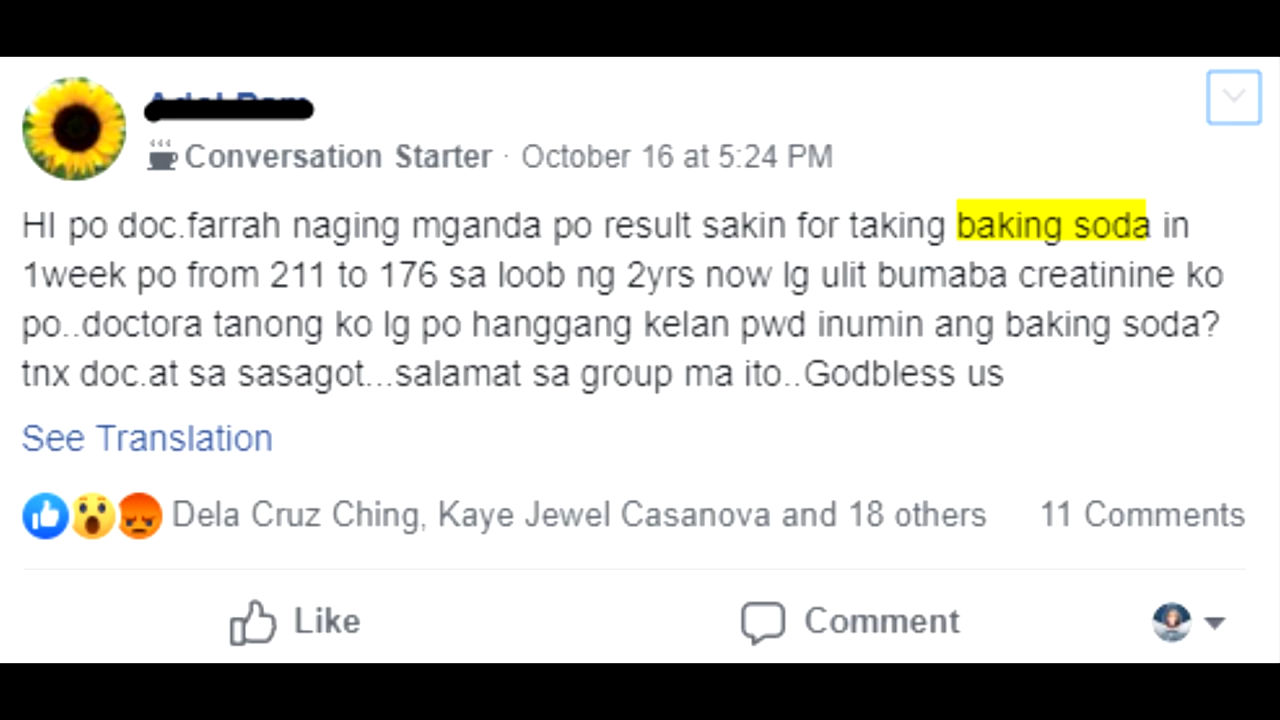 Conversation Starter · October 16 at 5:24 PM
HI po doc.farrah naging mganda po result sakin for taking baking soda in
1week po from 211 to 176 sa loob ng 2yrs now lg ulit bumaba creatinine ko
po..doctora tanong ko lg po hanggang kelan pwd inumin ang baking soda?
tnx doc.at sa sasagot...salamat sa group ma ito..Godbless us
See Translation
Dela Cruz Ching, Kaye Jewel Casanova and 18 others 11 Comments
Like Comment